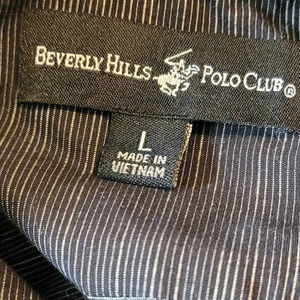 BEVERLY HILLS POLO CLUB®
L
MADE IN
VIETNAM